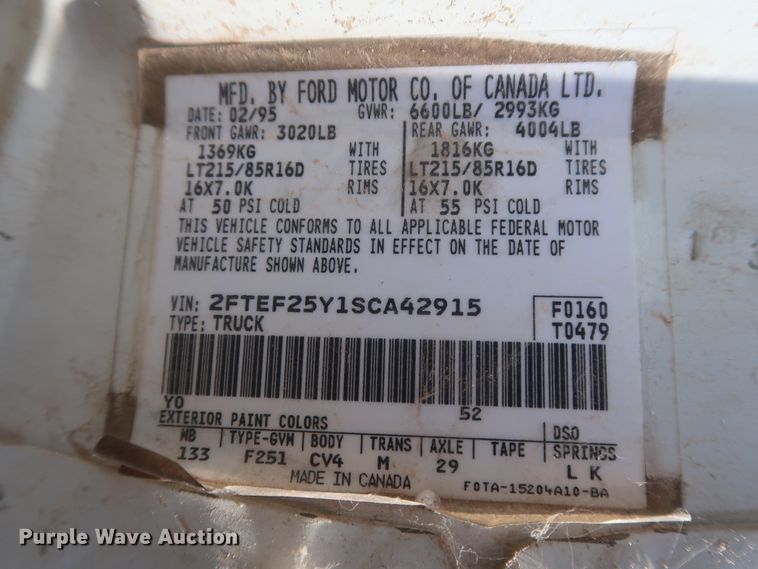 MFD. BY FORD MOTOR CO. OF CANADA LTD.
DATE: 02/95 GVWR: 6600LB/ 2993KG
FRONT GAWR: 3020LB REAR GAWR: 4004LB
1369KG WITH 1816KG WITH
LT215/85R16D TIRES LT215/85R16D TIRES
16X7.0K RIMS 16X7.0K RIMS
AT 50 PSI COLD AT 55 PSI COLD
THIS VEHICLE CONFORMS TO ALL APPLICABLE FEDERAL MOTOR
VEHICLE SAFETY STANDARDS IN EFFECT ON THE DATE OF
MANUFACTURE SHOWN ABOVE.
VIN: 2FTEF25Y1SCA42915 F0160
TYPE: TRUCK T0479
YO 52
EXTERIOR PAINT COLORS DSO
WB TYPE-GVW BODY TRANS AXLE TAPE SPRINGS
133 F251 CV4 M 29 L K
MADE IN CANADA F0TA-15204A10-BA
Purple Wave Auction